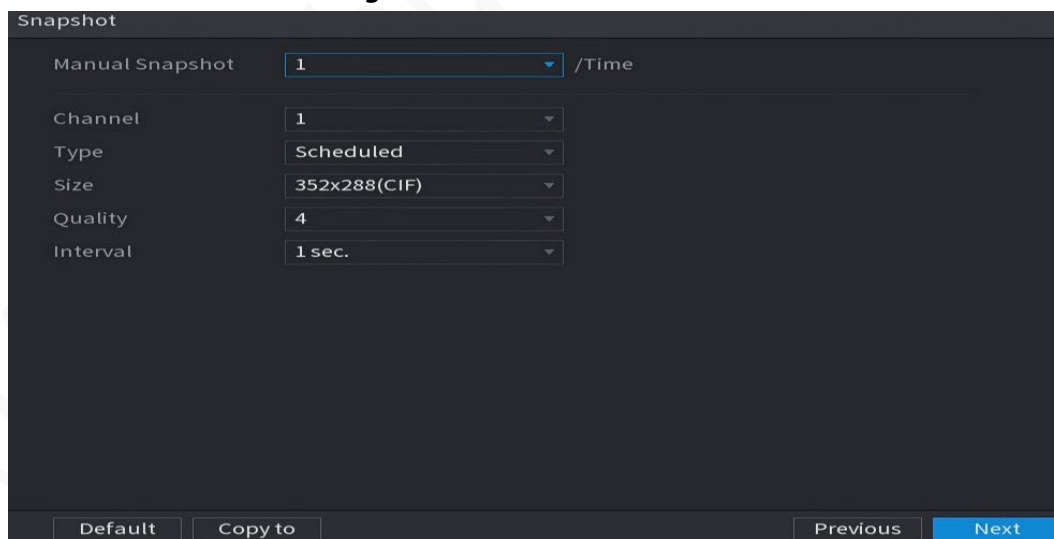 Snapshot
Manual Snapshot 1 /Time
Channel 1
Type Scheduled
Size 352x288(CIF)
Quality 4
Interval 1 sec.
Default Copy to Previous Next